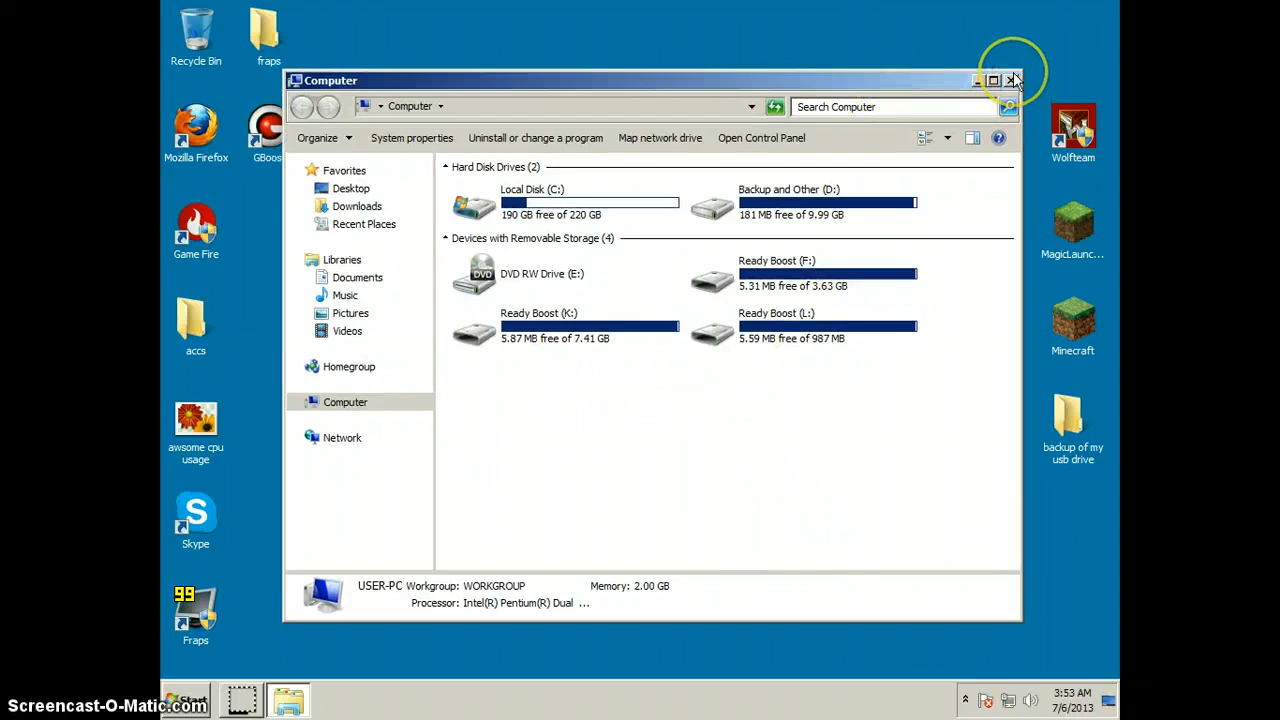 Recycle Bin
fraps
Computer
Computer
Search Computer
Organize
System properties
Uninstall or change a program
Map network drive
Open Control Panel
Mozilla Firefox
GBoos
Wolfteam
Favorites
Desktop
Downloads
Recent Places
Libraries
Documents
Music
Pictures
Videos
Homegroup
Computer
Network
Hard Disk Drives (2)
Local Disk (C:)
190 GB free of 220 GB
Backup and Other (D:)
181 MB free of 9.99 GB
Devices with Removable Storage (4)
DVD
DVD RW Drive (E:)
Ready Boost (F:)
5.31 MB free of 3.63 GB
Ready Boost (K:)
5.87 MB free of 7.41 GB
Ready Boost (L:)
5.59 MB free of 987 MB
Game Fire
MagicLaunc...
accs
Minecraft
awsome cpu
usage
backup of my
usb drive
S
Skype
99
Fraps
USER-PC Workgroup: WORKGROUP Memory: 2.00 GB
Processor: Intel(R) Pentium(R) Dual ...
Start
3:53 AM
7/6/2013
Screencast-O-Matic.com